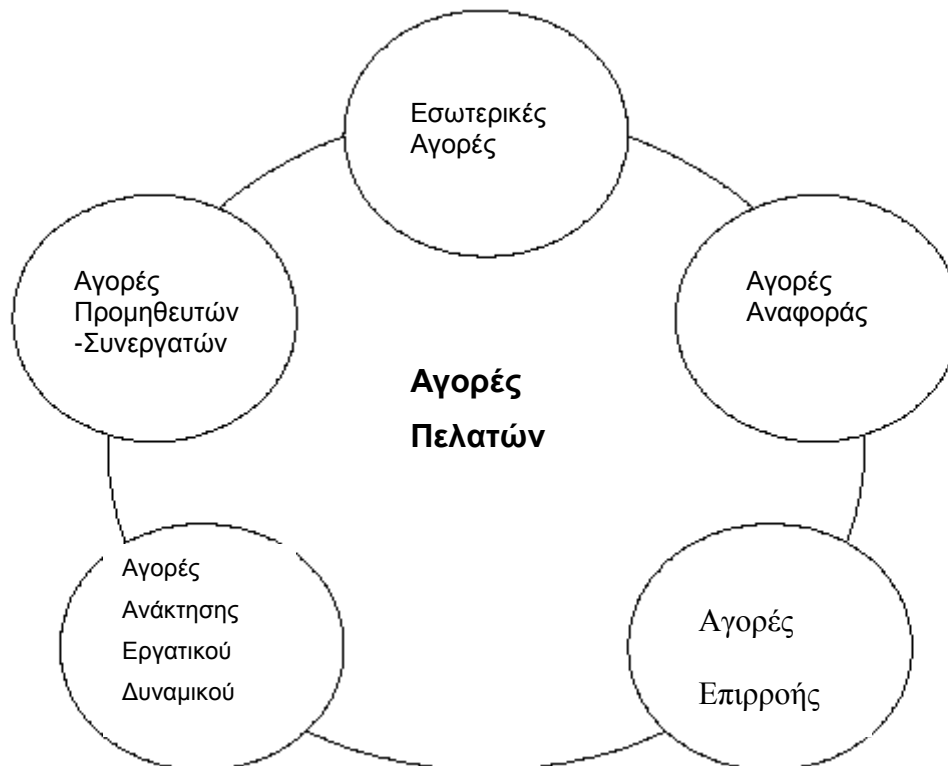 Εσωτερικές
Αγορές
Αγορές
Προμηθευτών
-Συνεργατών
Αγορές
Αναφοράς
Αγορές
Πελατών
Αγορές
Ανάκτησης
Εργατικού
Δυναμικού
Αγορές
Επιρροής